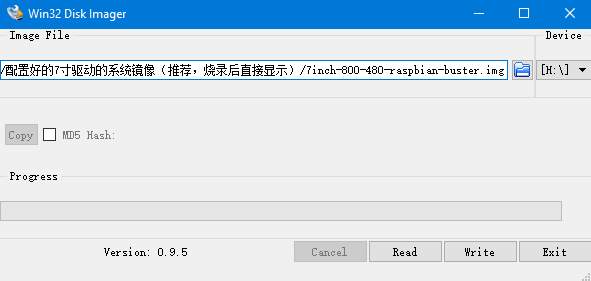 Win32 Disk Imager
Image File
Device
/配置好的7寸驱动的系统镜像（推荐，烧录后直接显示）/7inch-800-480-raspbian-buster.img
[H:\]
Copy
MD5 Hash:
Progress
Version: 0.9.5
Cancel
Read
Write
Exit